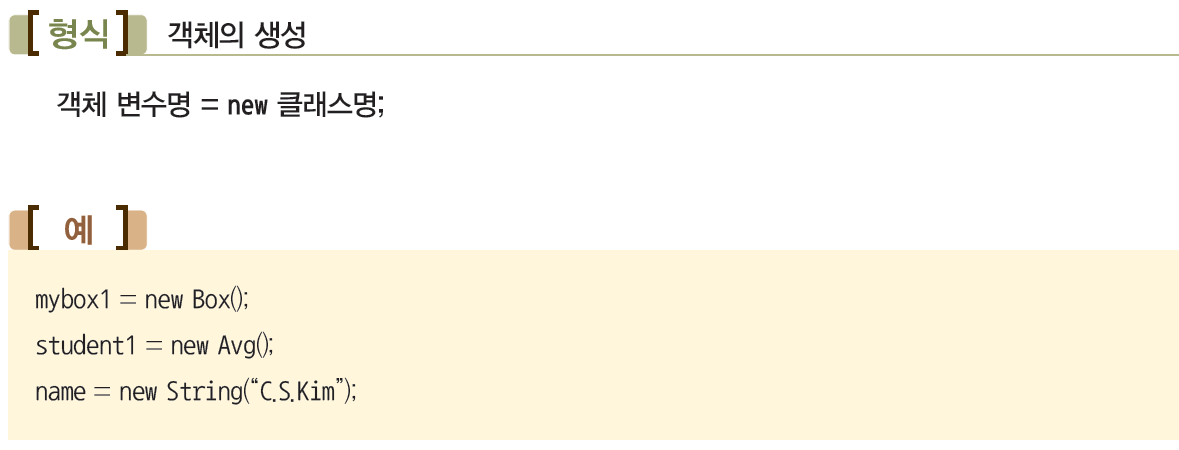 [형식] 객체의 생성
객체 변수명 = new 클래스명;
[예]
mybox1 = new Box();
student1 = new Avg();
name = new String(“C.S.Kim”);